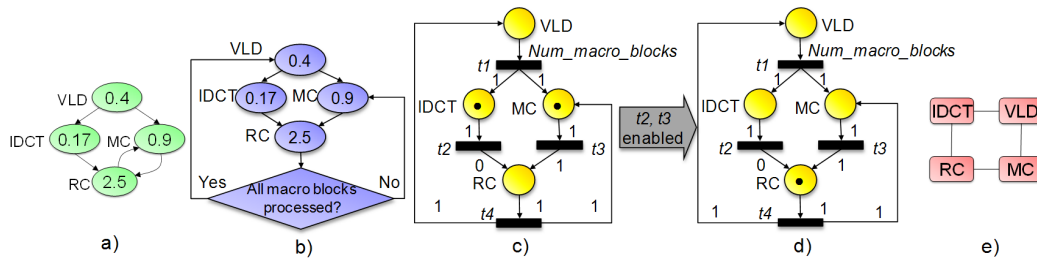 VLD
0.4
IDCT
0.17
MC
0.9
RC
2.5
a)
VLD
0.4
IDCT
0.17
MC
0.9
RC
2.5
Yes
All macro blocks
processed?
No
b)
VLD
Num_macro_blocks
t1
1
1
IDCT
MC
1
1
t2
t3
0
1
RC
1
t4
1
1
c)
t2, t3
enabled
VLD
Num_macro_blocks
t1
1
1
IDCT
MC
1
1
t2
t3
0
1
RC
1
t4
1
1
d)
IDCT
VLD
RC
MC
e)